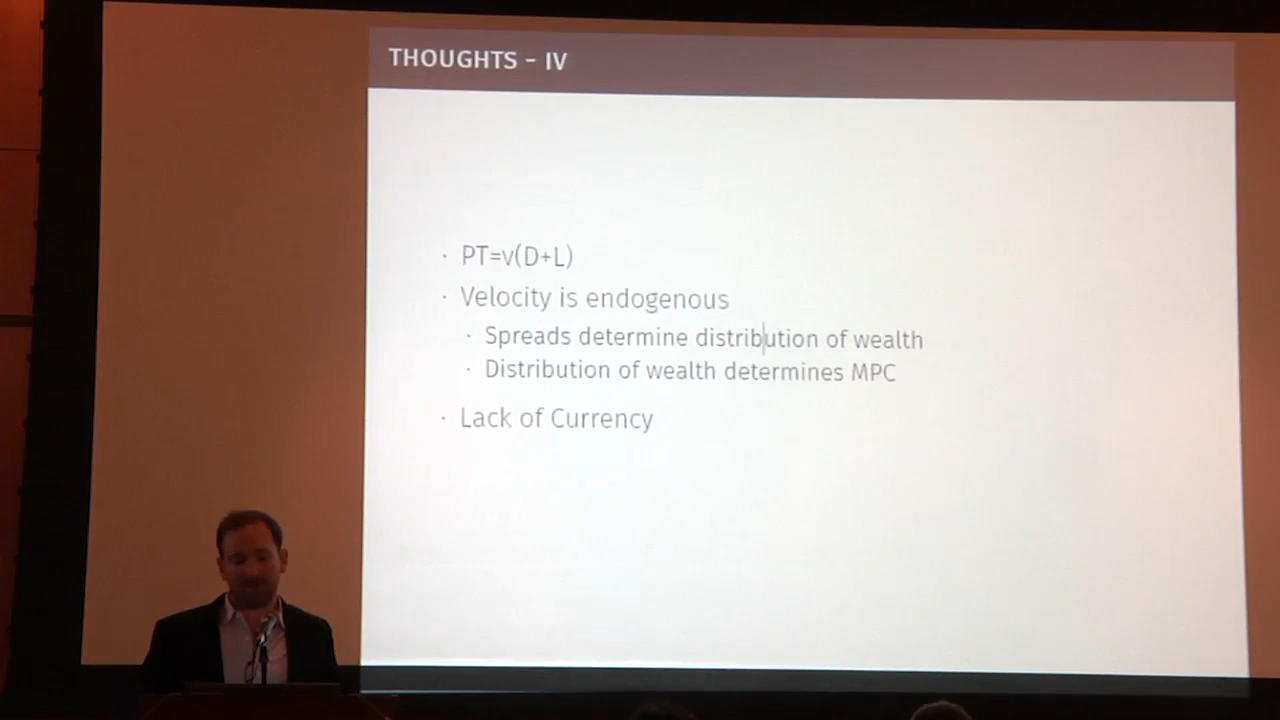 THOUGHTS - IV
· PT=v(D+L)
· Velocity is endogenous
· Spreads determine distribution of wealth
· Distribution of wealth determines MPC
· Lack of Currency